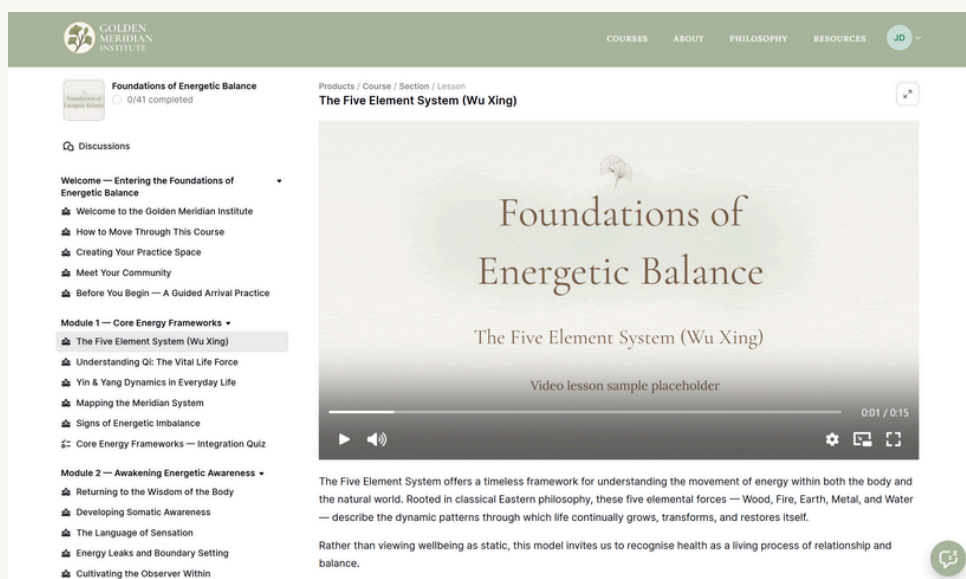 GOLDEN
MERIDIAN
INSTITUTE
COURSES ABOUT PHILOSOPHY RESOURCES JD
Foundations of Energetic Balance
0/41 completed
Foundations of
Energetic Balance
Discussions
Welcome — Entering the Foundations of
Energetic Balance
Welcome to the Golden Meridian Institute
How to Move Through This Course
Creating Your Practice Space
Meet Your Community
Before You Begin — A Guided Arrival Practice
Module 1 — Core Energy Frameworks
The Five Element System (Wu Xing)
Understanding Qi: The Vital Life Force
Yin & Yang Dynamics in Everyday Life
Mapping the Meridian System
Signs of Energetic Imbalance
Core Energy Frameworks — Integration Quiz
Module 2 — Awakening Energetic Awareness
Returning to the Wisdom of the Body
Developing Somatic Awareness
The Language of Sensation
Energy Leaks and Boundary Setting
Cultivating the Observer Within
Products / Course / Section / Lesson
The Five Element System (Wu Xing)
Foundations of
Energetic Balance
The Five Element System (Wu Xing)
Video lesson sample placeholder
0:01 / 0:15
The Five Element System offers a timeless framework for understanding the movement of energy within both the body and
the natural world. Rooted in classical Eastern philosophy, these five elemental forces — Wood, Fire, Earth, Metal, and Water
— describe the dynamic patterns through which life continually grows, transforms, and restores itself.
Rather than viewing wellbeing as static, this model invites us to recognise health as a living process of relationship and
balance.